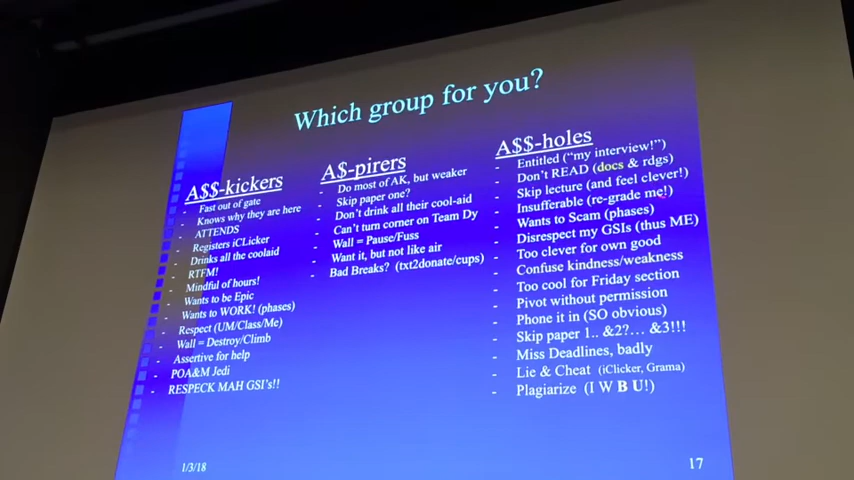 Which group for you?
A$$-kickers
- Fast out of gate
- Knows why they are here
- ATTENDS
- Registers iClicker
- Drinks all the coolaid
- RTFM!
- Mindful of hours!
- Wants to be Epic
- Wants to WORK! (phases)
- Respect (UM/Class/Me)
- Wall = Destroy/Climb
- Assertive for help
- POA&M Jedi
- RESPECK MAH GSI's!!
A$-pirers
- Do most of AK, but weaker
- Skip paper one?
- Don't drink all their cool-aid
- Can't turn corner on Team Dy
- Wall = Pause/Fuss
- Want it, but not like air
- Bad Breaks? (txt2donate/cups)
A$$-holes
- Entitled ("my interview!")
- Don't READ (docs & rdgs)
- Skip lecture (and feel clever!)
- Insufferable (re-grade me!)
- Wants to Scam (phases)
- Disrespect my GSIs (thus ME)
- Too clever for own good
- Confuse kindness/weakness
- Too cool for Friday section
- Pivot without permission
- Phone it in (SO obvious)
- Skip paper 1.. &2?... &3!!!
- Miss Deadlines, badly
- Lie & Cheat (iClicker, Grama)
- Plagiarize (I W B U!)
1/3/18
17